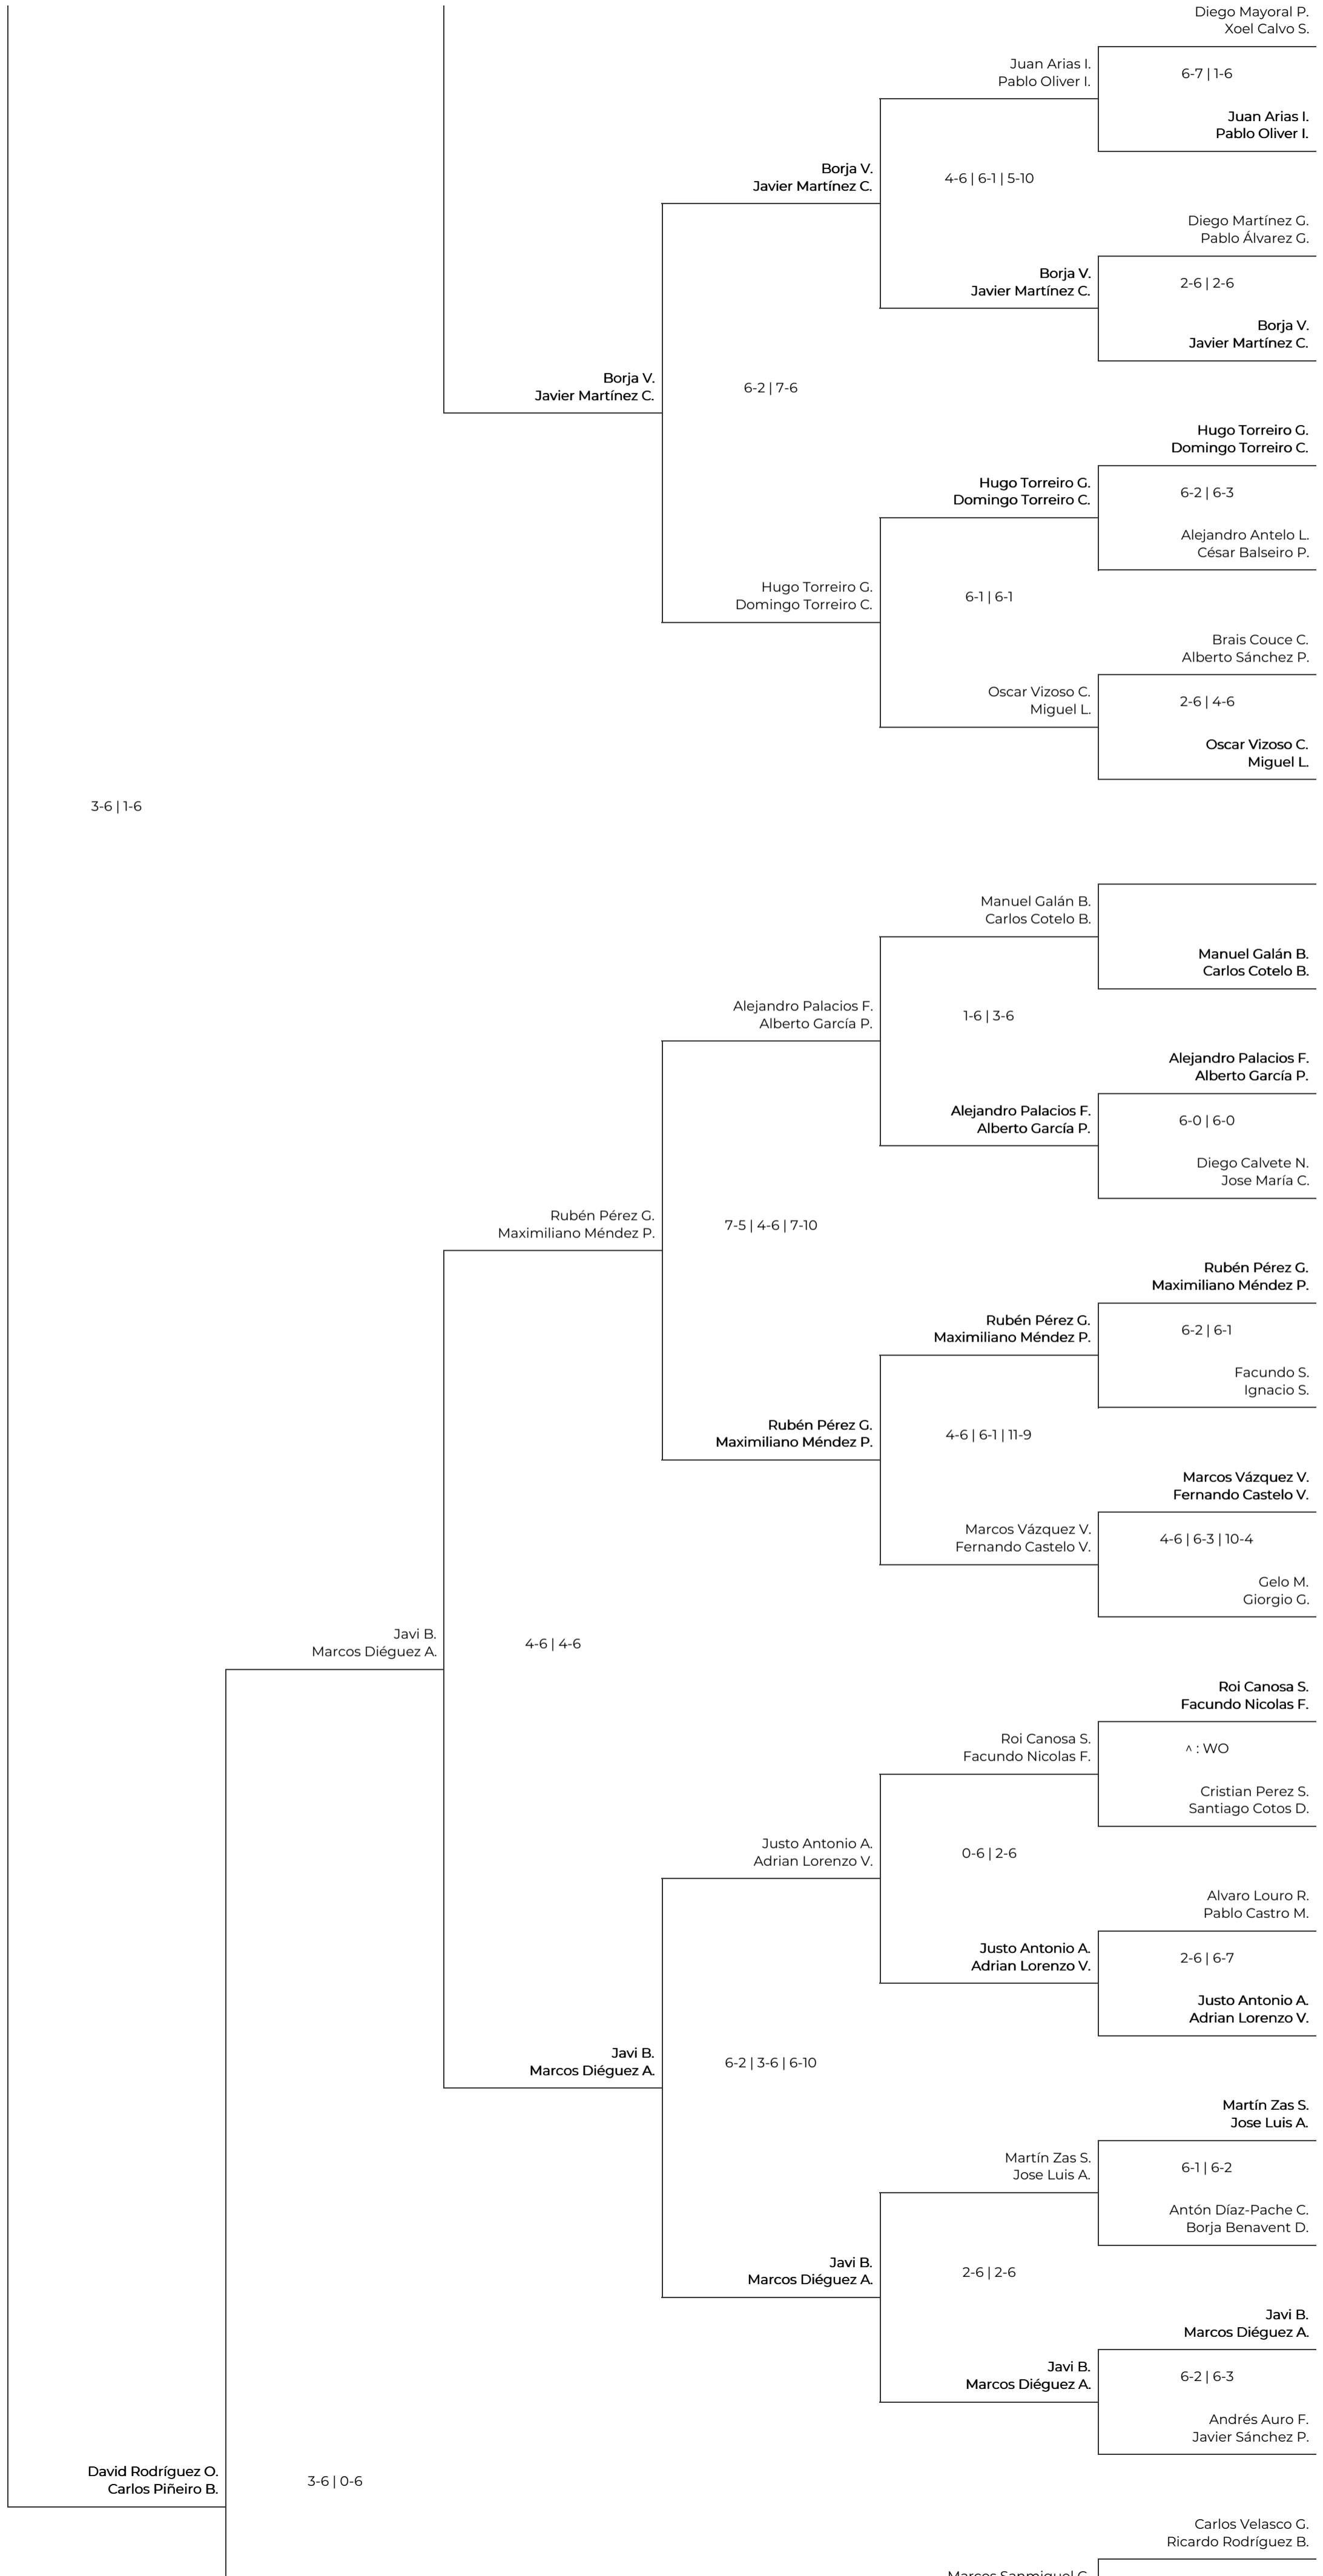 Diego Mayoral P.
Xoel Calvo S.
Juan Arias I.
Pablo Oliver I.
6-7 | 1-6
Juan Arias I.
Pablo Oliver I.
Borja V.
Javier Martínez C.
4-6 | 6-1 | 5-10
Diego Martínez G.
Pablo Álvarez G.
Borja V.
Javier Martínez C.
2-6 | 2-6
Borja V.
Javier Martínez C.
Borja V.
Javier Martínez C.
6-2 | 7-6
Hugo Torreiro G.
Domingo Torreiro C.
Hugo Torreiro G.
Domingo Torreiro C.
6-2 | 6-3
Alejandro Antelo L.
César Balseiro P.
Hugo Torreiro G.
Domingo Torreiro C.
6-1 | 6-1
Brais Couce C.
Alberto Sánchez P.
Oscar Vizoso C.
Miguel L.
2-6 | 4-6
Oscar Vizoso C.
Miguel L.
3-6 | 1-6
Manuel Galán B.
Carlos Cotelo B.
Manuel Galán B.
Carlos Cotelo B.
Alejandro Palacios F.
Alberto García P.
1-6 | 3-6
Alejandro Palacios F.
Alberto García P.
Alejandro Palacios F.
Alberto García P.
6-0 | 6-0
Diego Calvete N.
Jose María C.
Rubén Pérez G.
Maximiliano Méndez P.
7-5 | 4-6 | 7-10
Rubén Pérez G.
Maximiliano Méndez P.
Rubén Pérez G.
Maximiliano Méndez P.
6-2 | 6-1
Facundo S.
Ignacio S.
Rubén Pérez G.
Maximiliano Méndez P.
4-6 | 6-1 | 11-9
Marcos Vázquez V.
Fernando Castelo V.
Marcos Vázquez V.
Fernando Castelo V.
4-6 | 6-3 | 10-4
Gelo M.
Giorgio G.
Javi B.
Marcos Diéguez A.
4-6 | 4-6
Roi Canosa S.
Facundo Nicolas F.
Roi Canosa S.
Facundo Nicolas F.
^ : WO
Cristian Perez S.
Santiago Cotos D.
Justo Antonio A.
Adrian Lorenzo V.
0-6 | 2-6
Alvaro Louro R.
Pablo Castro M.
Justo Antonio A.
Adrian Lorenzo V.
2-6 | 6-7
Justo Antonio A.
Adrian Lorenzo V.
Javi B.
Marcos Diéguez A.
6-2 | 3-6 | 6-10
Martín Zas S.
Jose Luis A.
Martín Zas S.
Jose Luis A.
6-1 | 6-2
Antón Díaz-Pache C.
Borja Benavent D.
Javi B.
Marcos Diéguez A.
2-6 | 2-6
Javi B.
Marcos Diéguez A.
Javi B.
Marcos Diéguez A.
6-2 | 6-3
Andrés Auro F.
Javier Sánchez P.
David Rodríguez O.
Carlos Piñeiro B.
3-6 | 0-6
Carlos Velasco G.
Ricardo Rodríguez B.
Marcos Sanmiguel G.